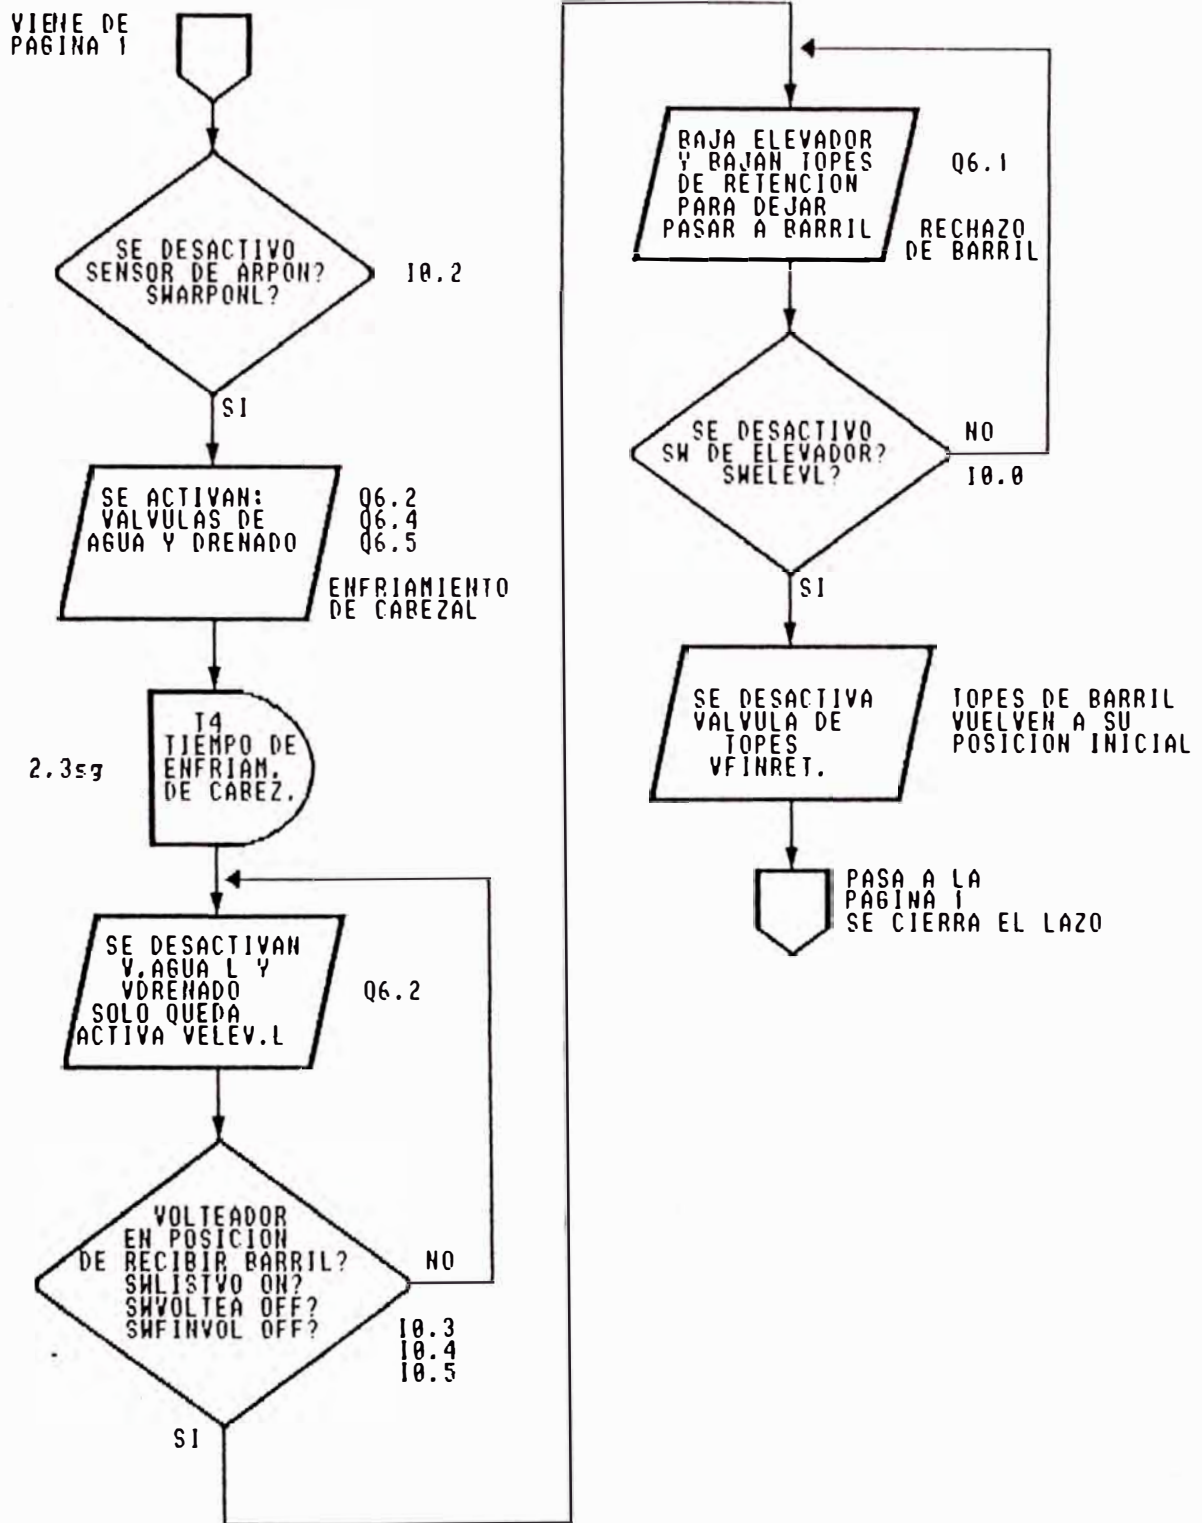 VIENE DE
PAGINA 1
SE DESACTIVO
SENSOR DE ARPON?
SWARPONL?
I0.2
SI
SE ACTIVAN:
VALVULAS DE
AGUA Y DRENADO
Q6.2
Q6.4
Q6.5
ENFRIAMIENTO
DE CABEZAL
T4
TIEMPO DE
ENFRIAM.
DE CABEZ.
2.3sg
SE DESACTIVAN
V.AGUA L Y
VDRENADO
SOLO QUEDA
ACTIVA VELEV.L
Q6.2
VOLTEADOR
EN POSICION
DE RECIBIR BARRIL?
SWLISTVO ON?
SWVOLTEA OFF?
SWFINVOL OFF?
NO
I0.3
I0.4
I0.5
SI
BAJA ELEVADOR
Y BAJAN TOPES
DE RETENCION
PARA DEJAR
PASAR A BARRIL
Q6.1
RECHAZO
DE BARRIL
SE DESACTIVO
SW DE ELEVADOR?
SWELEVL?
NO
I0.0
SI
SE DESACTIVA
VALVULA DE
TOPES
VFINRET.
TOPES DE BARRIL
VUELVEN A SU
POSICION INICIAL
PASA A LA
PAGINA 1
SE CIERRA EL LAZO